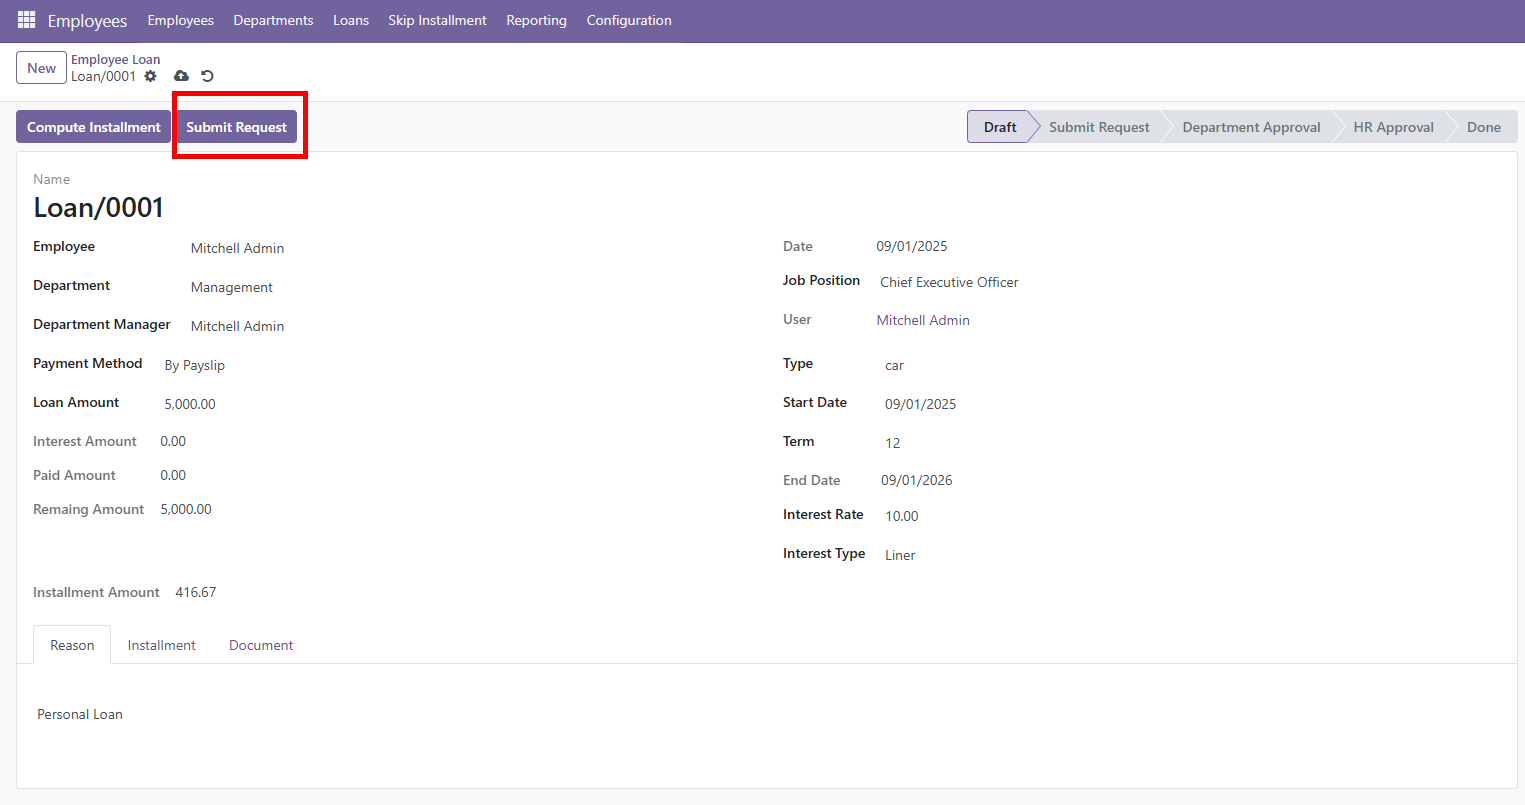 Employees Employees Departments Loans Skip Installment Reporting Configuration
New Employee Loan
Loan/0001
Compute Installment Submit Request Draft Submit Request Department Approval HR Approval Done
Name
Loan/0001
Employee Mitchell Admin Date 09/01/2025
Department Management Job Position Chief Executive Officer
Department Manager Mitchell Admin User Mitchell Admin
Payment Method By Payslip Type car
Loan Amount 5,000.00 Start Date 09/01/2025
Interest Amount 0.00 Term 12
Paid Amount 0.00 End Date 09/01/2026
Remaing Amount 5,000.00 Interest Rate 10.00
Interest Type Liner
Installment Amount 416.67
Reason Installment Document
Personal Loan